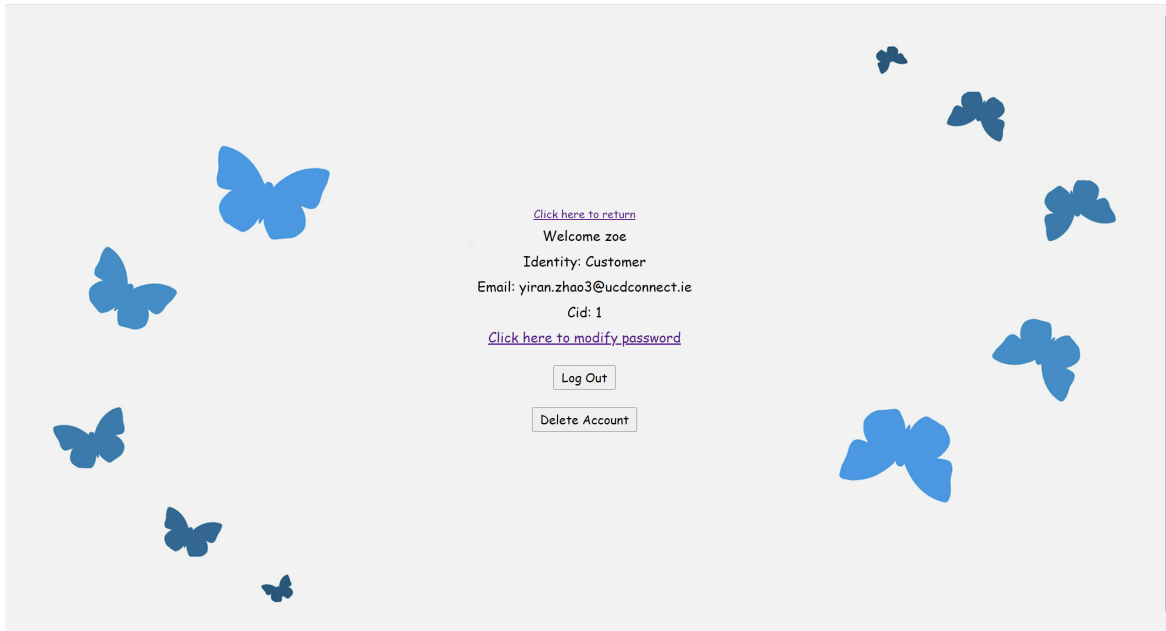 Click here to return
Welcome zoe
Identity: Customer
Email: yiran.zhao3@ucdconnect.ie
Cid: 1
Click here to modify password
Log Out
Delete Account